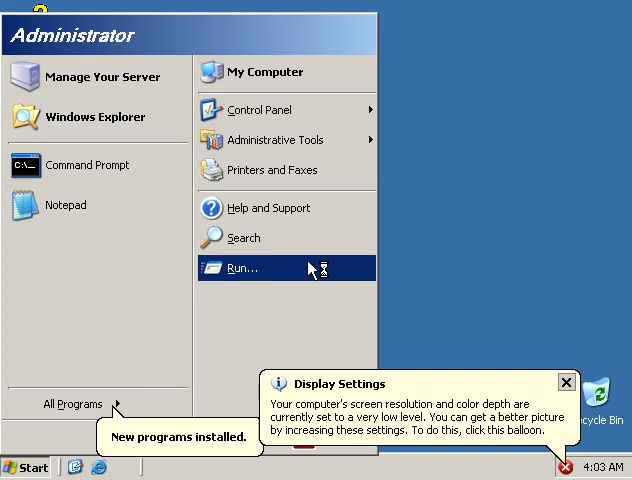 Administrator
Manage Your Server
Windows Explorer
C:\
Command Prompt
Notepad
All Programs
My Computer
Control Panel
Administrative Tools
Printers and Faxes
Help and Support
Search
Run...
New programs installed.
Display Settings
Your computer's screen resolution and color depth are
currently set to a very low level. You can get a better picture
by increasing these settings. To do this, click this balloon.
ecycle Bin
Start
4:03 AM